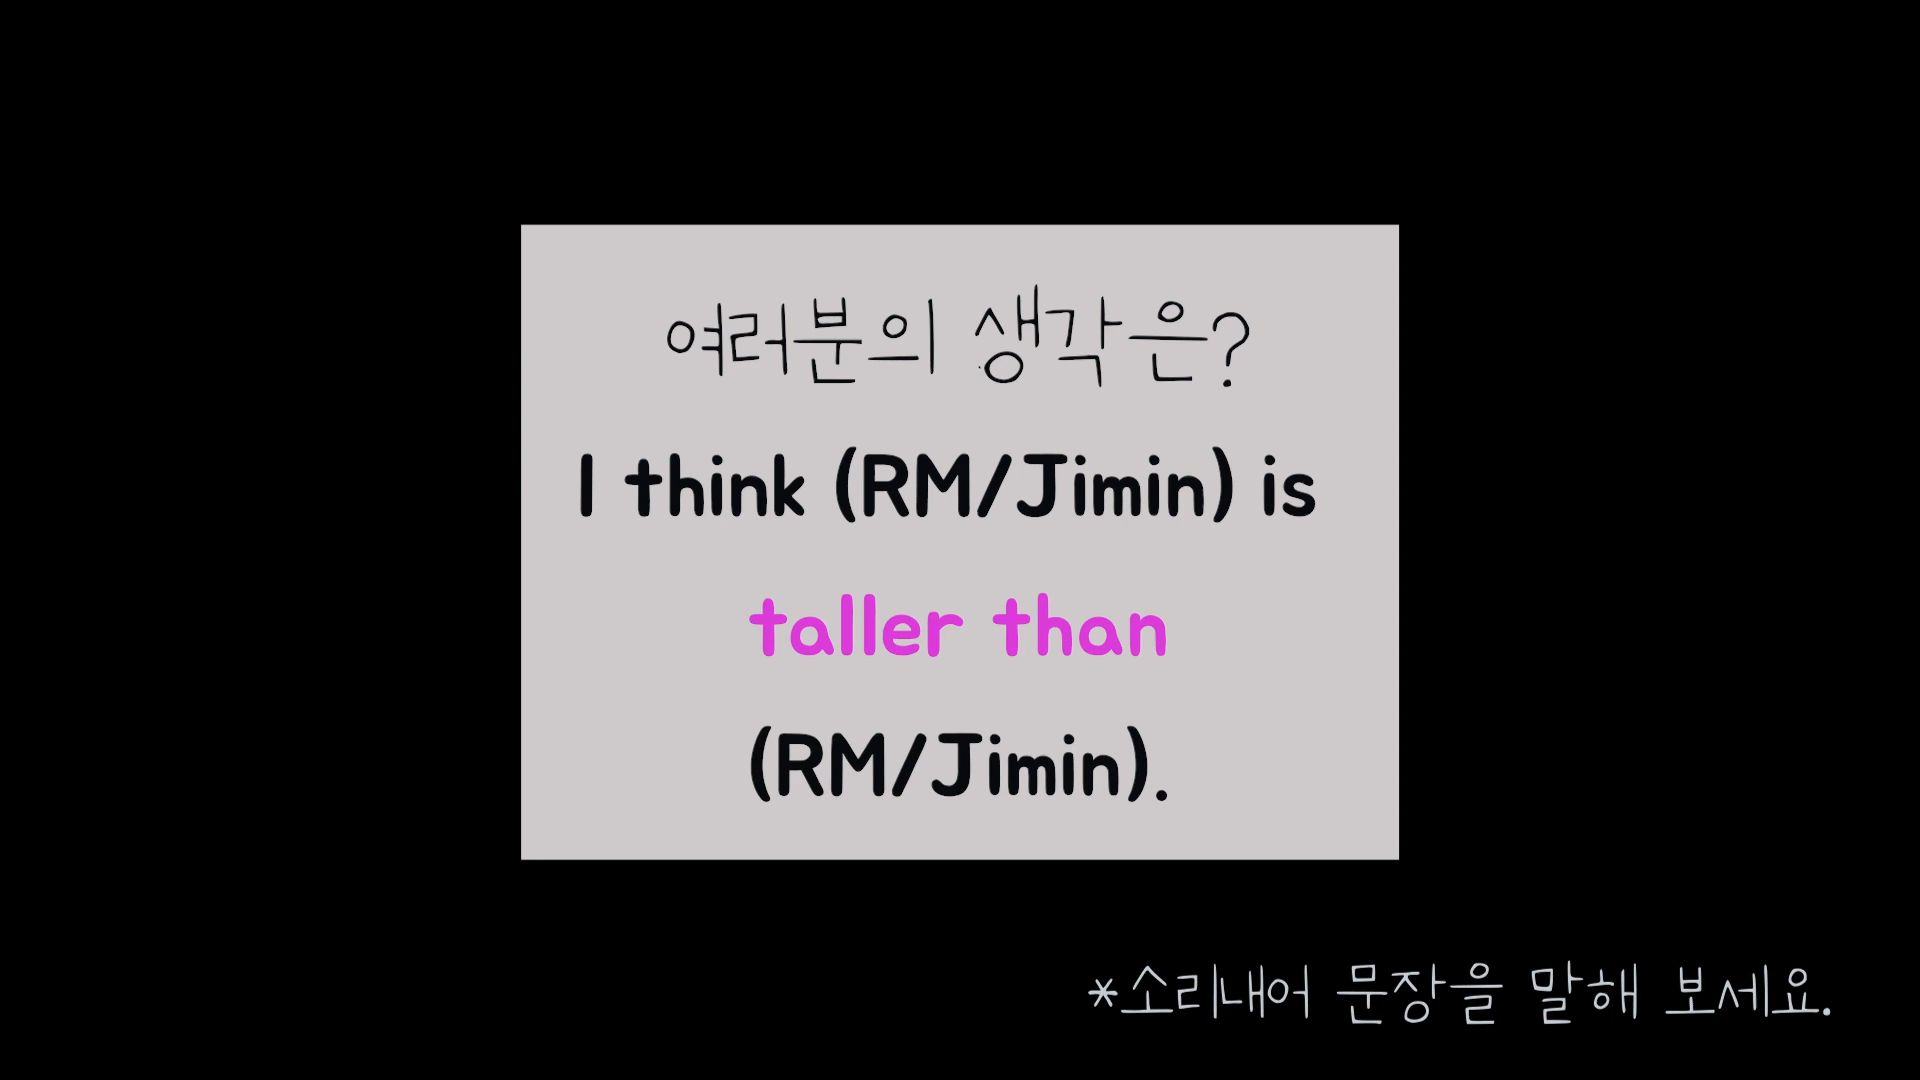 여러분의 생각은?
I think (RM/Jimin) is
taller than
(RM/Jimin).
*소리내어 문장을 말해 보세요.